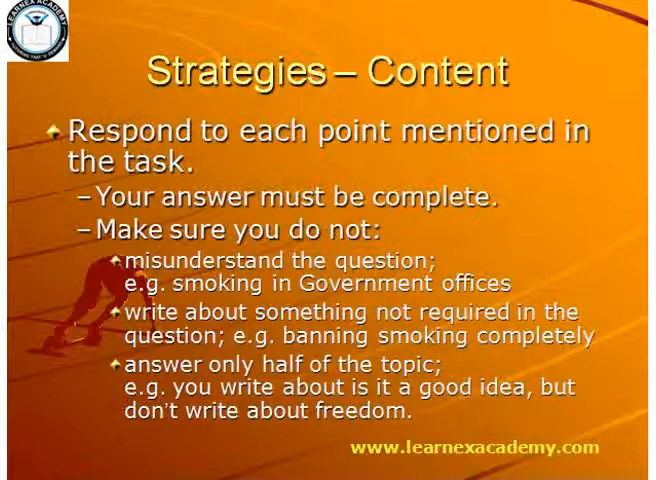 LEARNEX ACADEMY
Strategies – Content
Respond to each point mentioned in
the task.
–Your answer must be complete.
–Make sure you do not:
misunderstand the question;
e.g. smoking in Government offices
write about something not required in the
question; e.g. banning smoking completely
answer only half of the topic;
e.g. you write about is it a good idea, but
don't write about freedom.
www.learnexacademy.com